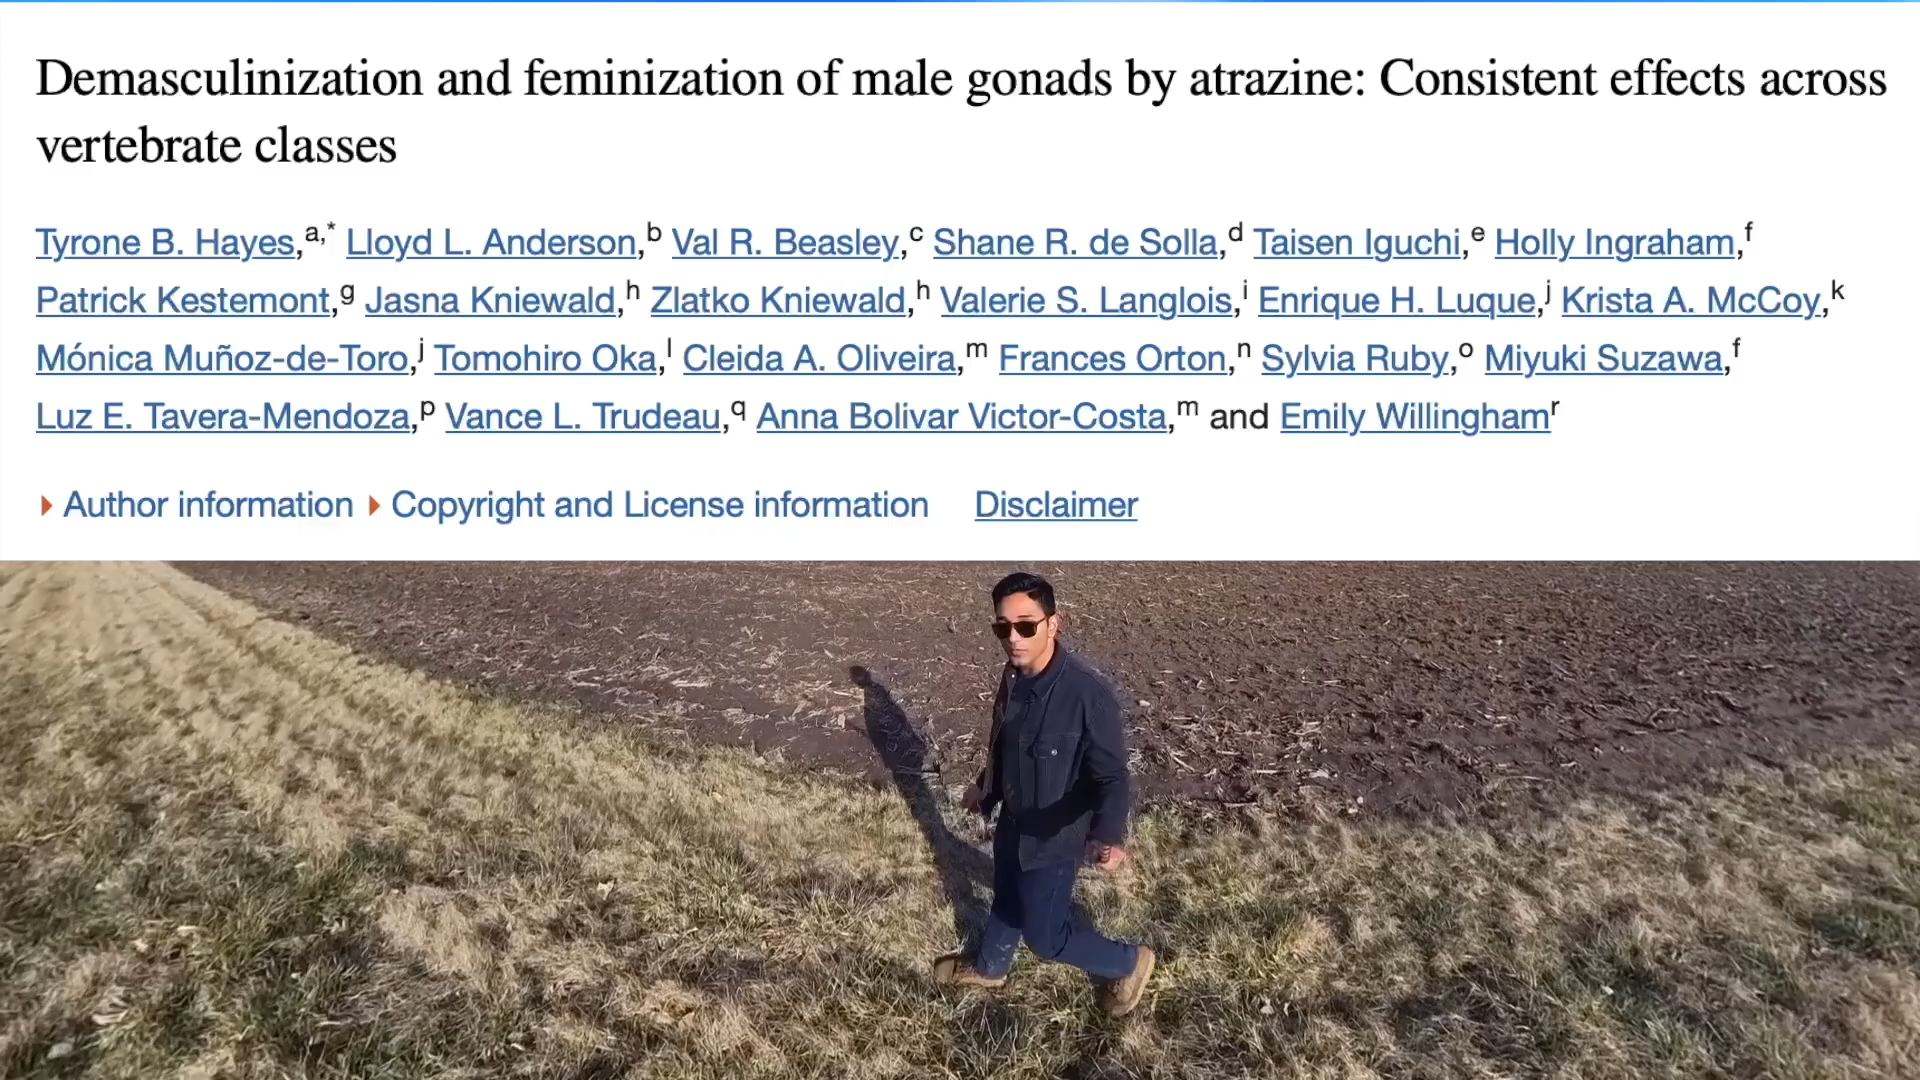 Demasculinization and feminization of male gonads by atrazine: Consistent effects across
vertebrate classes
Tyrone B. Hayes,a,* Lloyd L. Anderson,b Val R. Beasley,c Shane R. de Solla,d Taisen Iguchi,e Holly Ingraham,f
Patrick Kestemont,g Jasna Kniewald,h Zlatko Kniewald,h Valerie S. Langlois,i Enrique H. Luque,j Krista A. McCoy,k
Mónica Muñoz-de-Toro,j Tomohiro Oka,l Cleida A. Oliveira,m Frances Orton,n Sylvia Ruby,o Miyuki Suzawa,f
Luz E. Tavera-Mendoza,p Vance L. Trudeau,q Anna Bolivar Victor-Costa,m and Emily Willinghamr
Author information Copyright and License information Disclaimer